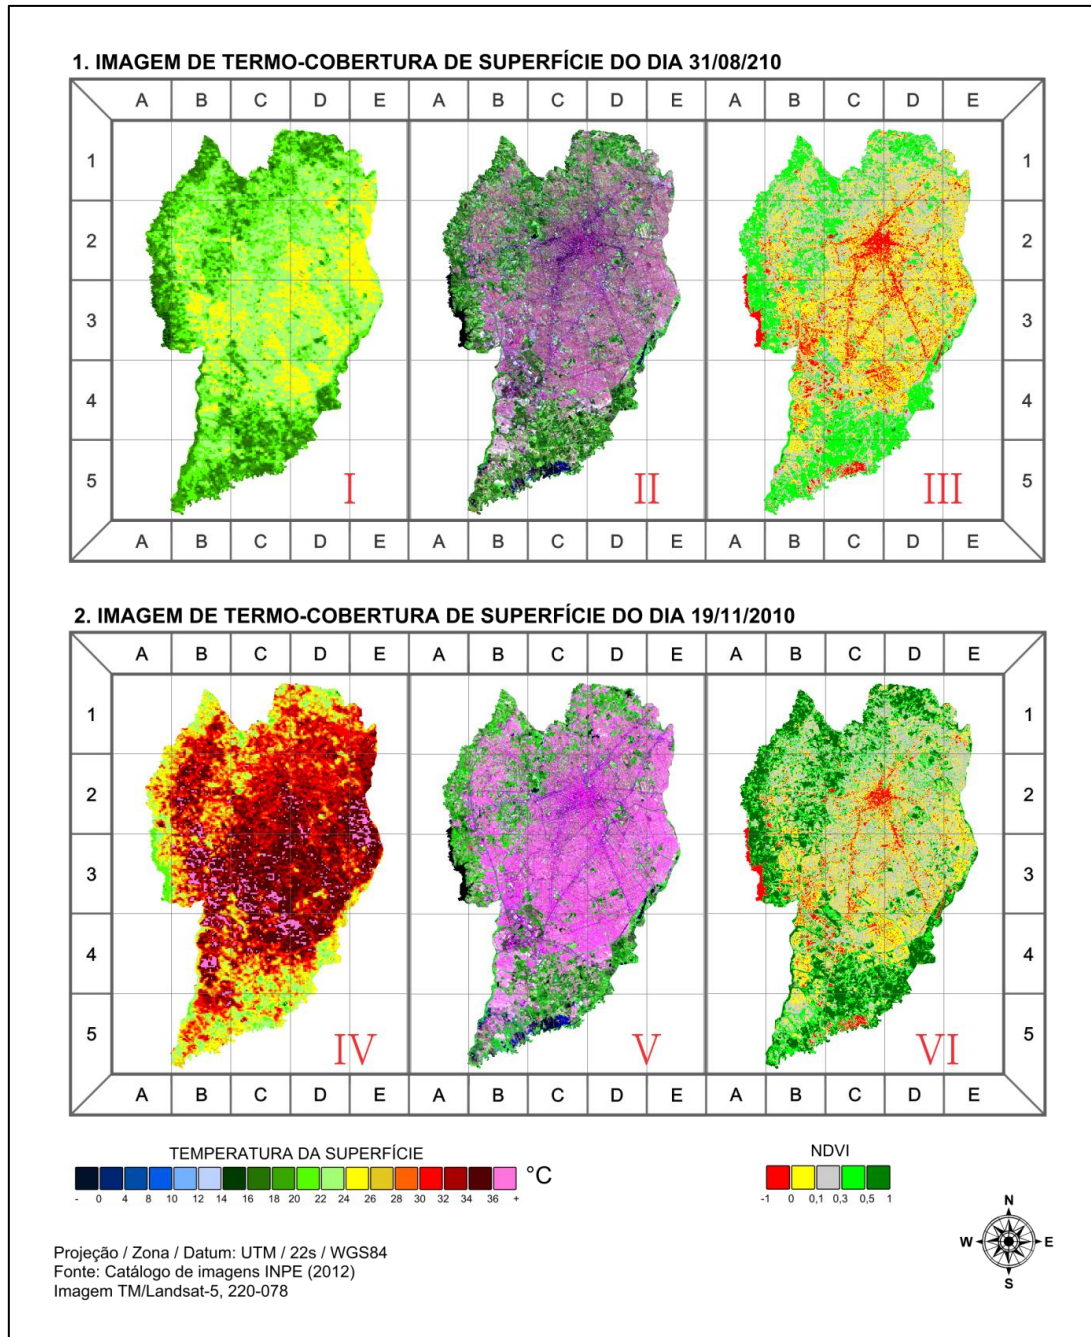 1. IMAGEM DE TERMO-COBERTURA DE SUPERFÍCIE DO DIA 31/08/210
A B C D E A B C D E A B C D E
1 1
2 2
3 3
4 4
5 I II III 5
A B C D E A B C D E A B C D E
2. IMAGEM DE TERMO-COBERTURA DE SUPERFÍCIE DO DIA 19/11/2010
A B C D E A B C D E A B C D E
1 1
2 2
3 3
4 4
5 IV V VI 5
A B C D E A B C D E A B C D E
TEMPERATURA DA SUPERFÍCIE
°C
- 0 4 8 10 12 14 16 18 20 22 24 26 28 30 32 34 36 +
NDVI
-1 0 0,1 0,3 0,5 1
N
W E
S
Projeção / Zona / Datum: UTM / 22s / WGS84
Fonte: Catálogo de imagens INPE (2012)
Imagem TM/Landsat-5, 220-078